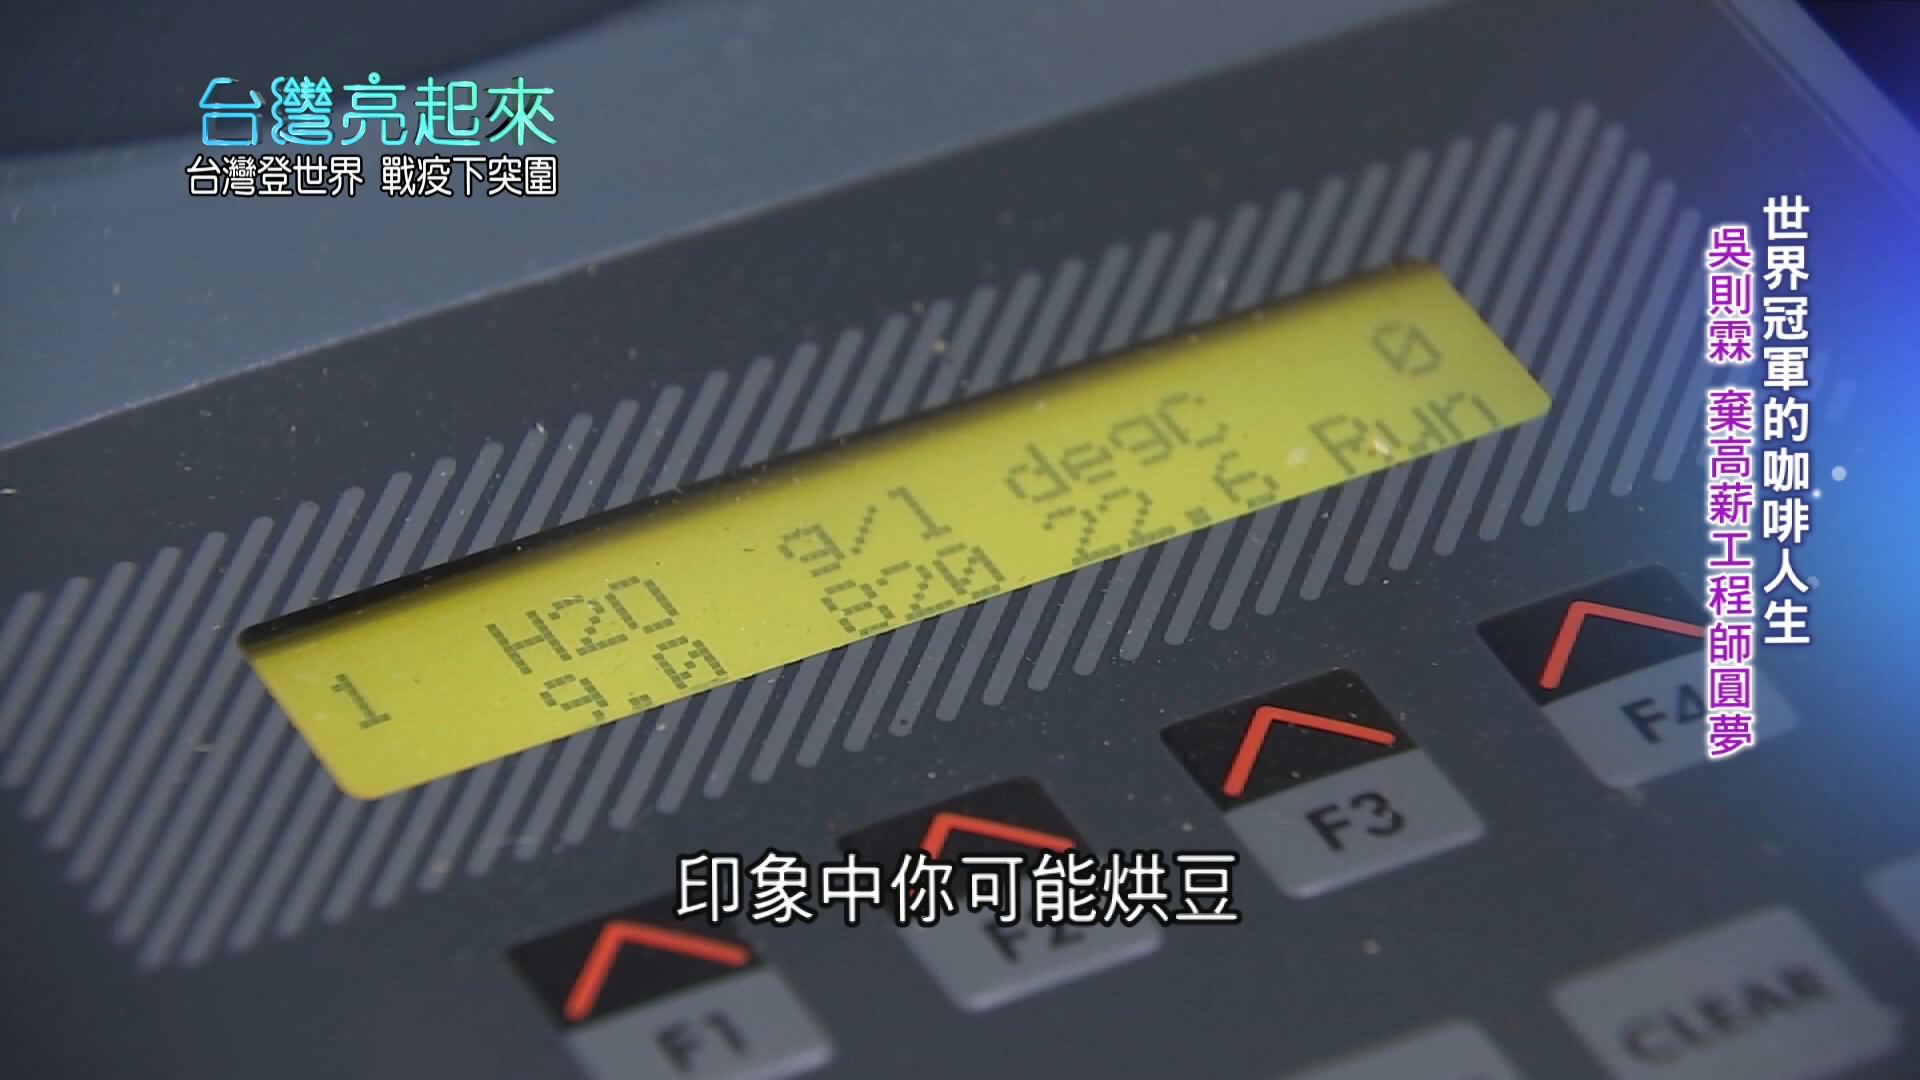 台灣亮起來
台灣登世界 戰疫下突圍
世界冠軍的咖啡人生
吳則霖 棄高薪工程師圓夢
H2O g/l degC 0
1 9.0 820 22.6 Run
F1
F2
F3
F4
CLEAR
印象中你可能烘豆